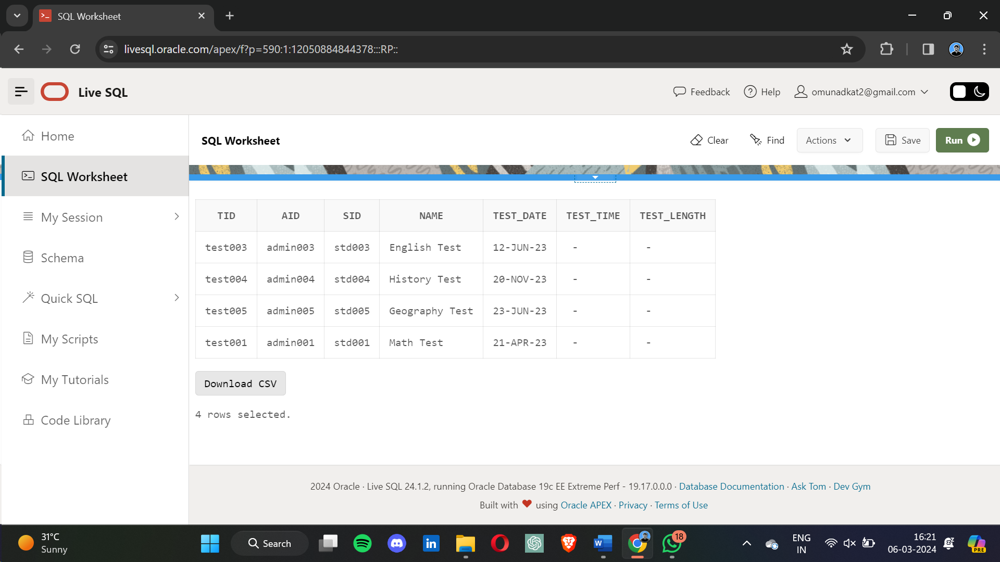 SQL Worksheet
livesql.oracle.com/apex/f?p=590:1:12050884844378:::RP::
Live SQL
Feedback
Help
omunadkat2@gmail.com
Home
SQL Worksheet
My Session
Schema
Quick SQL
My Scripts
My Tutorials
Code Library
SQL Worksheet
Clear
Find
Actions
Save
Run
TID AID SID NAME TEST_DATE TEST_TIME TEST_LENGTH
test003 admin003 std003 English Test 12-JUN-23 - -
test004 admin004 std004 History Test 20-NOV-23 - -
test005 admin005 std005 Geography Test 23-JUN-23 - -
test001 admin001 std001 Math Test 21-APR-23 - -
Download CSV
4 rows selected.
2024 Oracle · Live SQL 24.1.2, running Oracle Database 19c EE Extreme Perf - 19.17.0.0.0 · Database Documentation · Ask Tom · Dev Gym
Built with ❤ using Oracle APEX · Privacy · Terms of Use
31°C
Sunny
Search
in
W
18
ENG
IN
16:21
06-03-2024
PRE